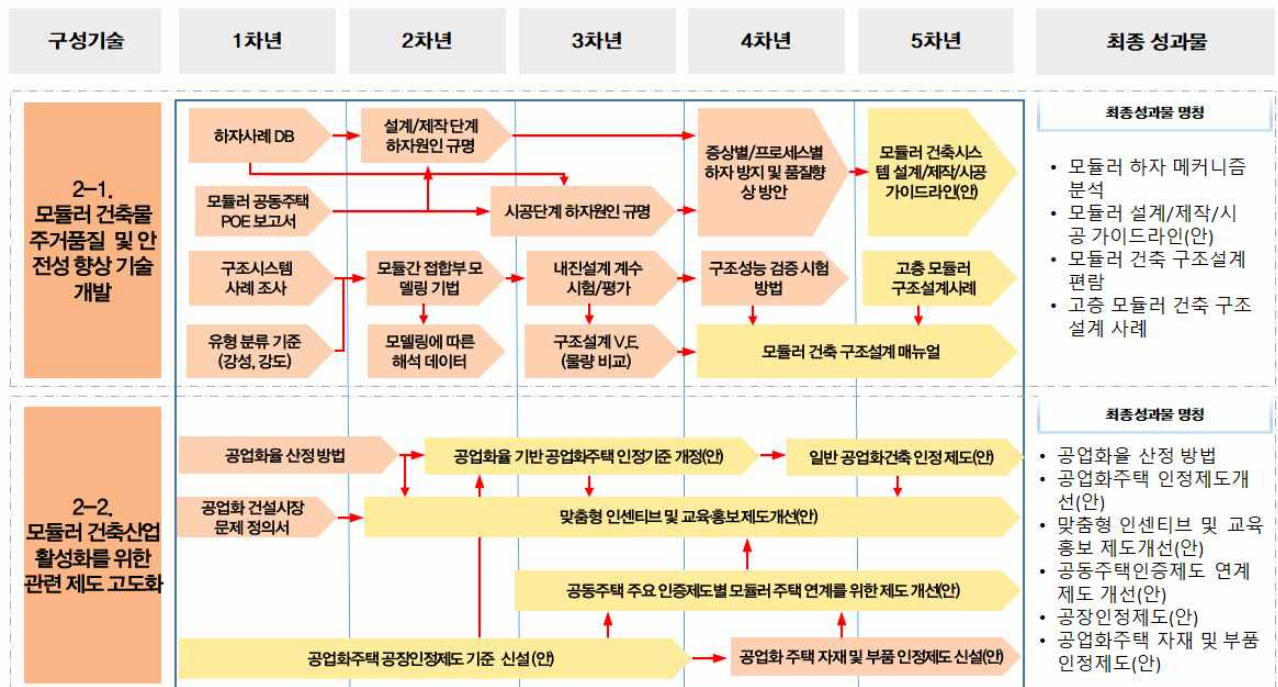 구성기술
1차년
2차년
3차년
4차년
5차년
최종 성과물
2-1.
모듈러 건축물
주거품질 및 안
전성 향상 기술
개발
하자사례 DB
설계/제작 단계
하자원인 규명
증상별/프로세스별
하자 방지 및 품질향
상 방안
모듈러 건축시스
템 설계/제작/시공
가이드라인(안)
모듈러 공동주택
POE 보고서
시공단계 하자원인 규명
구조시스템
사례 조사
모듈간 접합부 모
델링 기법
내진설계 계수
시험/평가
구조성능 검증 시험
방법
고층 모듈러
구조설계사례
유형 분류 기준
(강성, 강도)
모델링에 따른
해석 데이터
구조설계 V.E.
(물량 비교)
모듈러 건축 구조설계 매뉴얼
최종성과물 명칭
• 모듈러 하자 메커니즘
분석
• 모듈러 설계/제작/시
공 가이드라인(안)
• 모듈러 건축 구조설계
편람
• 고층 모듈러 건축 구조
설계 사례
2-2.
모듈러 건축산업
활성화를 위한
관련 제도 고도화
공업화율 산정 방법
공업화율 기반 공업화주택 인정기준 개정(안)
일반 공업화건축 인정 제도(안)
공업화 건설시장
문제 정의서
맞춤형 인센티브 및 교육·홍보 제도개선(안)
공동주택 주요 인증제도별 모듈러 주택 연계를 위한 제도 개선(안)
공업화주택 공장인정제도 기준 신설(안)
공업화 주택 자재 및 부품 인정제도 신설(안)
최종성과물 명칭
• 공업화율 산정 방법
• 공업화주택 인정제도개
선(안)
• 맞춤형 인센티브 및 교육
홍보 제도개선(안)
• 공동주택인증제도 연계
제도 개선(안)
• 공장인정제도(안)
• 공업화주택 자재 및 부품
인정제도(안)